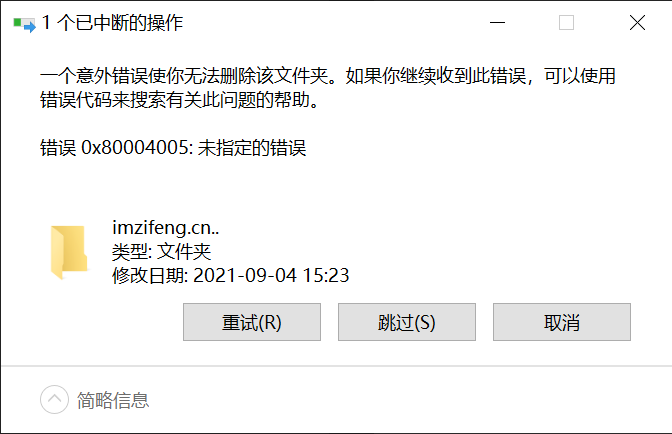 1 个已中断的操作
一个意外错误使你无法删除该文件夹。如果你继续收到此错误，可以使用
错误代码来搜索有关此问题的帮助。
错误 0x80004005: 未指定的错误
imzifeng.cn..
类型: 文件夹
修改日期: 2021-09-04 15:23
重试(R)
跳过(S)
取消
简略信息